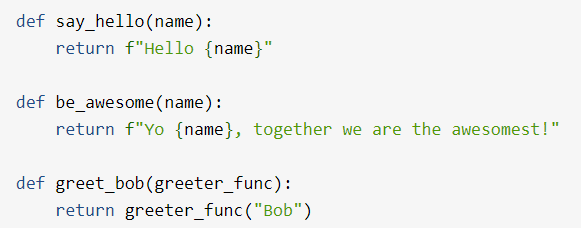 def say_hello(name):
    return f"Hello {name}"
def be_awesome(name):
    return f"Yo {name}, together we are the awesomest!"
def greet_bob(greeter_func):
    return greeter_func("Bob")